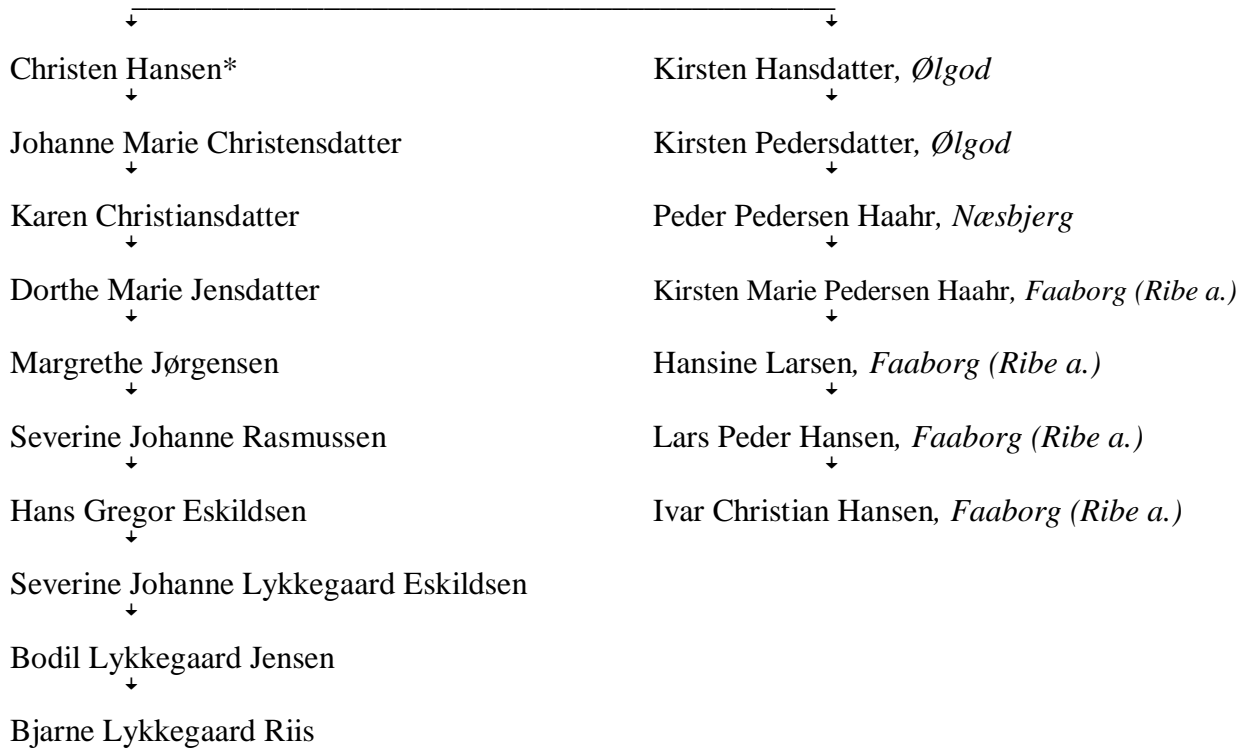 Christen Hansen* Kirsten Hansdatter, Ølgod
Johanne Marie Christensdatter Kirsten Pedersdatter, Ølgod
Karen Christiansdatter Peder Pedersen Haahr, Næsbjerg
Dorthe Marie Jensdatter Kirsten Marie Pedersen Haahr, Faaborg (Ribe a.)
Margrethe Jørgensen Hansine Larsen, Faaborg (Ribe a.)
Severine Johanne Rasmussen Lars Peder Hansen, Faaborg (Ribe a.)
Hans Gregor Eskildsen Ivar Christian Hansen, Faaborg (Ribe a.)
Severine Johanne Lykkegaard Eskildsen
Bodil Lykkegaard Jensen
Bjarne Lykkegaard Riis